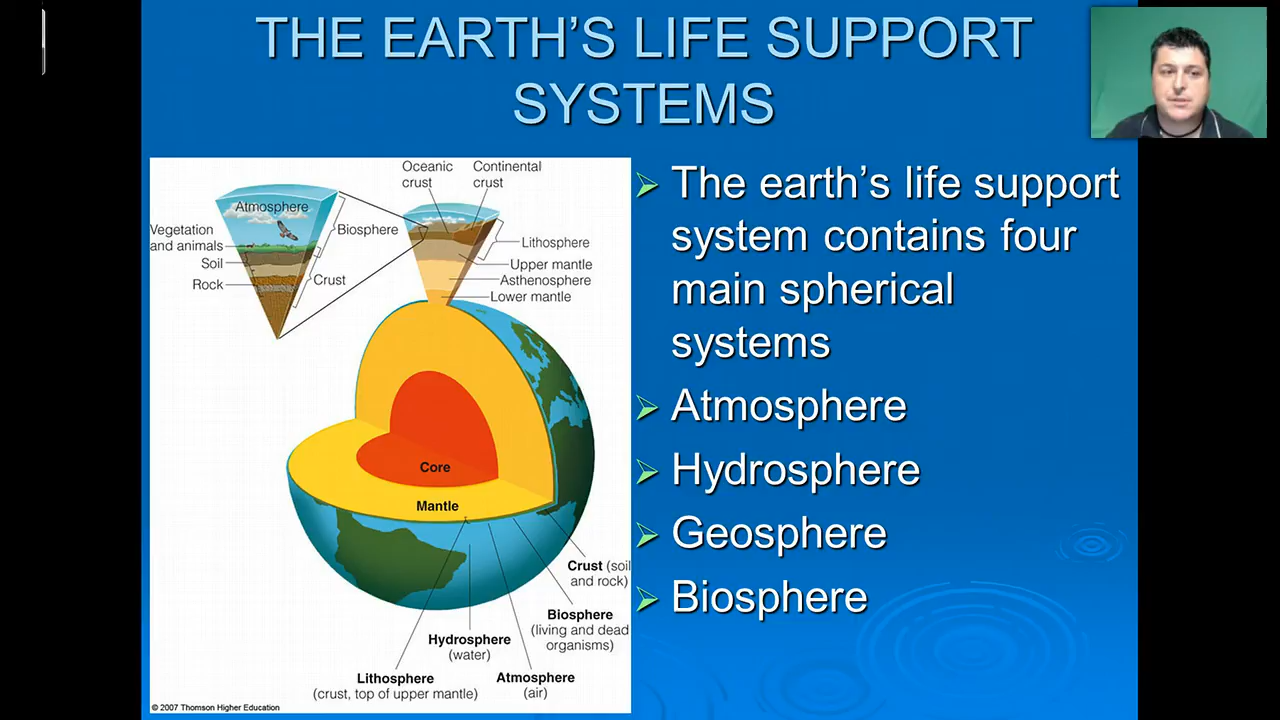 THE EARTH'S LIFE SUPPORT
SYSTEMS
Oceanic
crust
Continental
crust
Atmosphere
Vegetation
and animals
Biosphere
Soil
Rock
Crust
Lithosphere
Upper mantle
Asthenosphere
Lower mantle
Core
Mantle
Crust (soil
and rock)
Biosphere
(living and dead
organisms)
Hydrosphere
(water)
Lithosphere
(crust, top of upper mantle)
Atmosphere
(air)
© 2007 Thomson Higher Education
The earth's life support
system contains four
main spherical
systems
Atmosphere
Hydrosphere
Geosphere
Biosphere